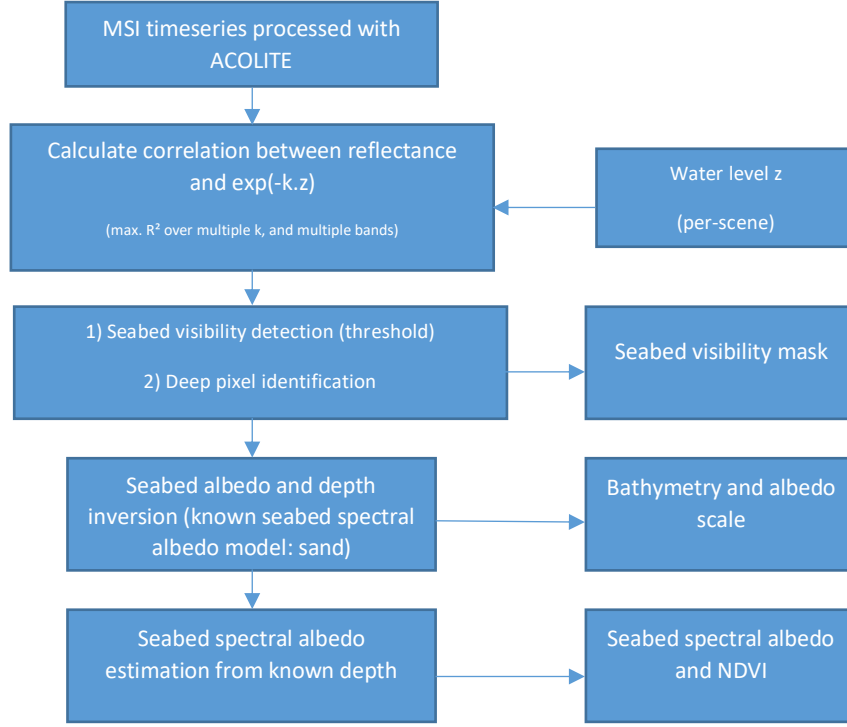 MSI timeseries processed with
ACOLITE
Calculate correlation between reflectance
and exp(-k.z)
(max. R² over multiple k, and multiple bands)
Water level z
(per-scene)
1) Seabed visibility detection (threshold)
2) Deep pixel identification
Seabed visibility mask
Seabed albedo and depth
inversion (known seabed spectral
albedo model: sand)
Bathymetry and albedo
scale
Seabed spectral albedo
estimation from known depth
Seabed spectral albedo
and NDVI